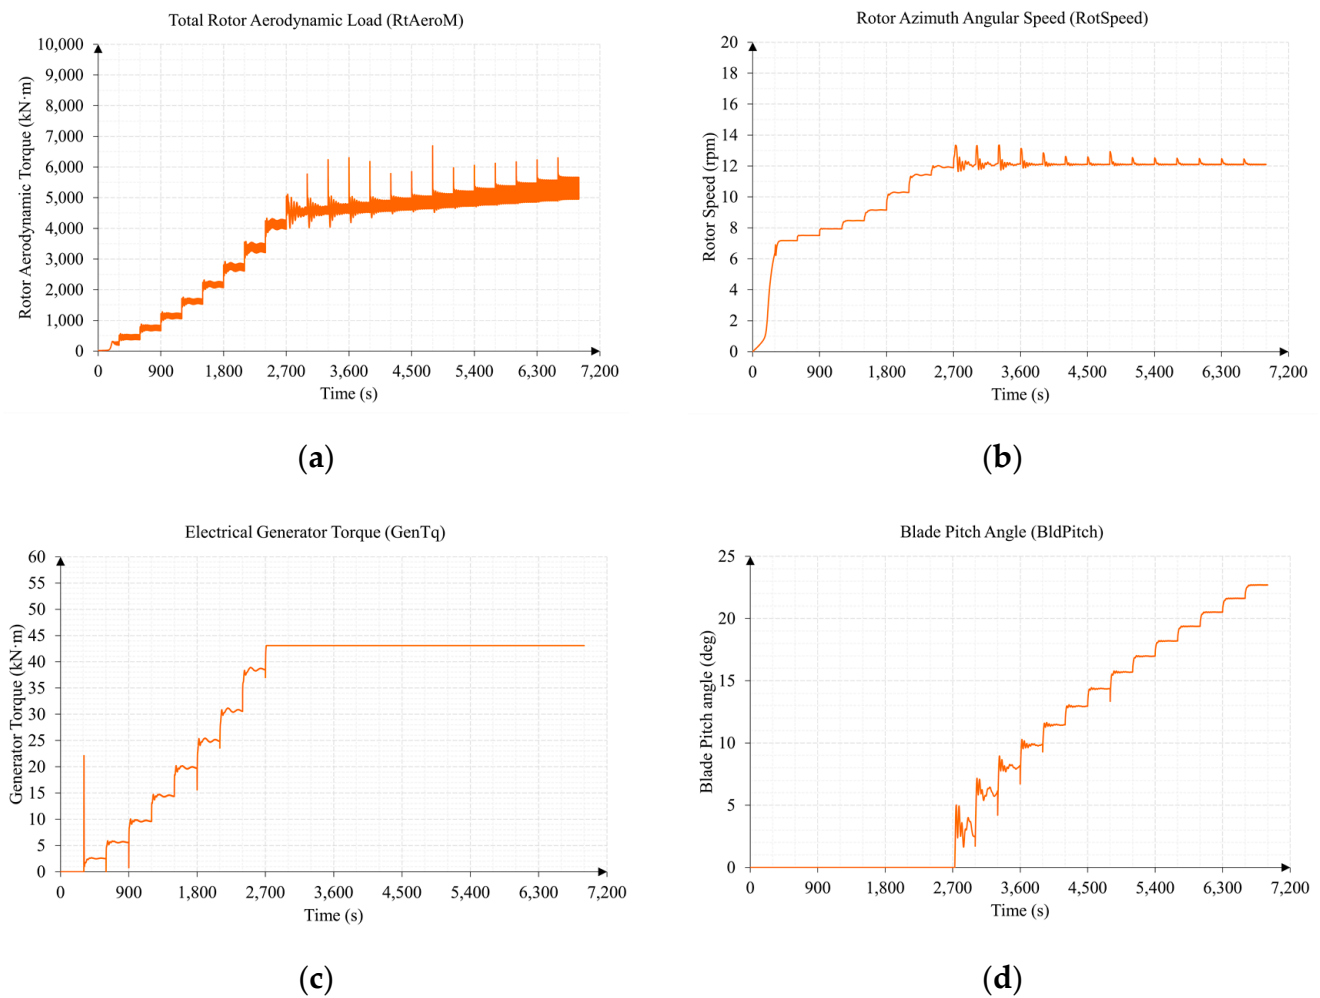 Total Rotor Aerodynamic Load (RtAeroM)
10,000
9,000
8,000
7,000
6,000
5,000
4,000
3,000
2,000
1,000
0
Rotor Aerodynamic Torque (kN·m)
0 900 1,800 2,700 3,600 4,500 5,400 6,300 7,200
Time (s)
(a)
Rotor Azimuth Angular Speed (RotSpeed)
20
18
16
14
12
10
8
6
4
2
0
Rotor Speed (rpm)
0 900 1,800 2,700 3,600 4,500 5,400 6,300 7,200
Time (s)
(b)
Electrical Generator Torque (GenTq)
60
55
50
45
40
35
30
25
20
15
10
5
0
Generator Torque (kN·m)
0 900 1,800 2,700 3,600 4,500 5,400 6,300 7,200
Time (s)
(c)
Blade Pitch Angle (BldPitch)
25
20
15
10
5
0
Blade Pitch angle (deg)
0 900 1,800 2,700 3,600 4,500 5,400 6,300 7,200
Time (s)
(d)